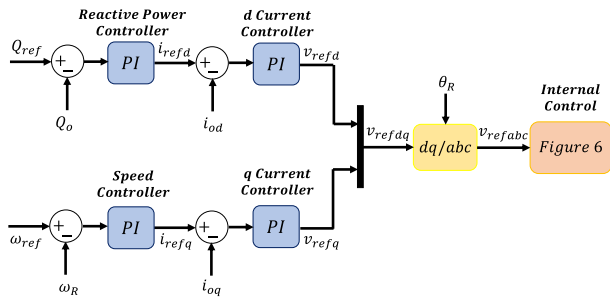 Reactive Power
Controller
d Current
Controller
Q_ref
+
−
PI
i_refd
+
−
PI
v_refd
Q_o
i_od
θ_R
Internal
Control
v_refdq
dq/abc
v_refabc
Figure 6
Speed
Controller
q Current
Controller
ω_ref
+
−
PI
i_refq
+
−
PI
v_refq
ω_R
i_oq